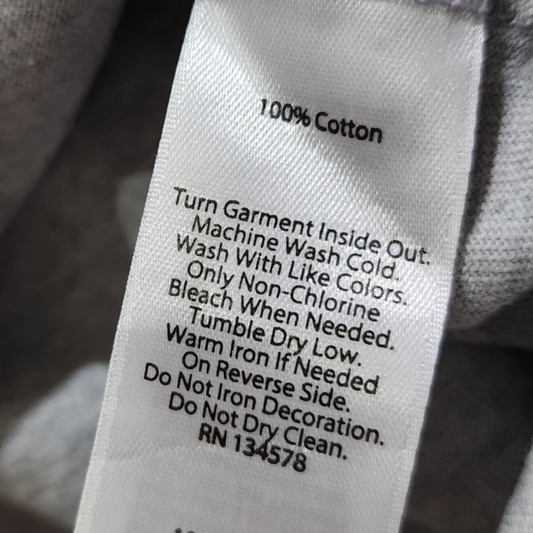 100% Cotton
Turn Garment Inside Out.
Machine Wash Cold.
Wash With Like Colors.
Only Non-Chlorine
Bleach When Needed.
Tumble Dry Low.
Warm Iron If Needed
On Reverse Side.
Do Not Iron Decoration.
Do Not Dry Clean.
RN 134578